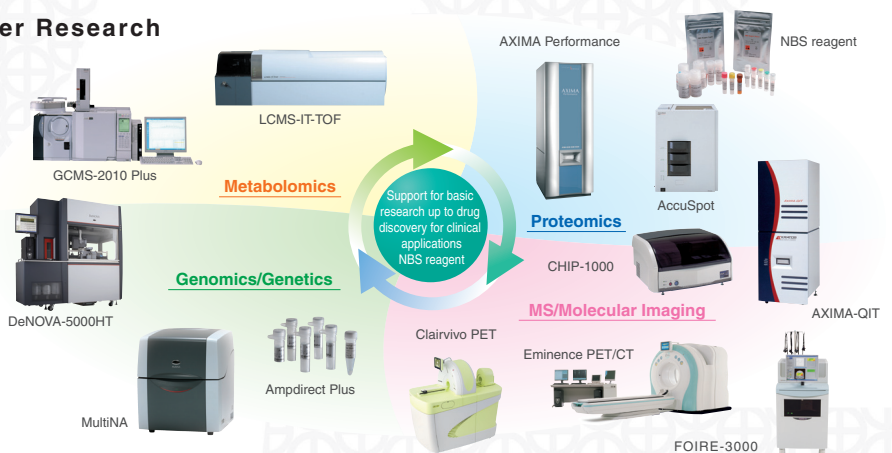 er Research
AXIMA Performance
NBS reagent
LCMS-IT-TOF
GCMS-2010 Plus
Metabolomics
Support for basic
research up to drug
discovery for clinical
applications
NBS reagent
AccuSpot
Proteomics
CHIP-1000
Genomics/Genetics
DeNOVA-5000HT
MS/Molecular Imaging
AXIMA-QIT
Clairvivo PET
Eminence PET/CT
Ampdirect Plus
MultiNA
FOIRE-3000